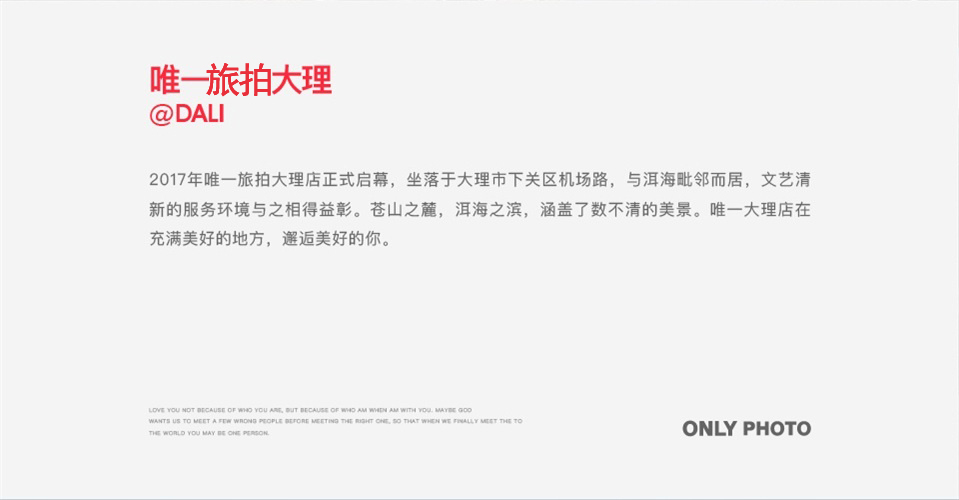 唯一旅拍大理
@DALI
2017年唯一旅拍大理店正式启幕，坐落于大理市下关区机场路，与洱海毗邻而居，文艺清
新的服务环境与之相得益彰。苍山之麓，洱海之滨，涵盖了数不清的美景。唯一大理店在
充满美好的地方，邂逅美好的你。
LOVE YOU NOT BECAUSE OF WHO YOU ARE, BUT BECAUSE OF WHO AM WHEN AM WITH YOU. MAYBE GOD
WANTS US TO MEET A FEW WRONG PEOPLE BEFORE MEETING THE RIGHT ONE, SO THAT WHEN WE FINALLY MEET THE TO
THE WORLD YOU MAY BE ONE PERSON.
ONLY PHOTO